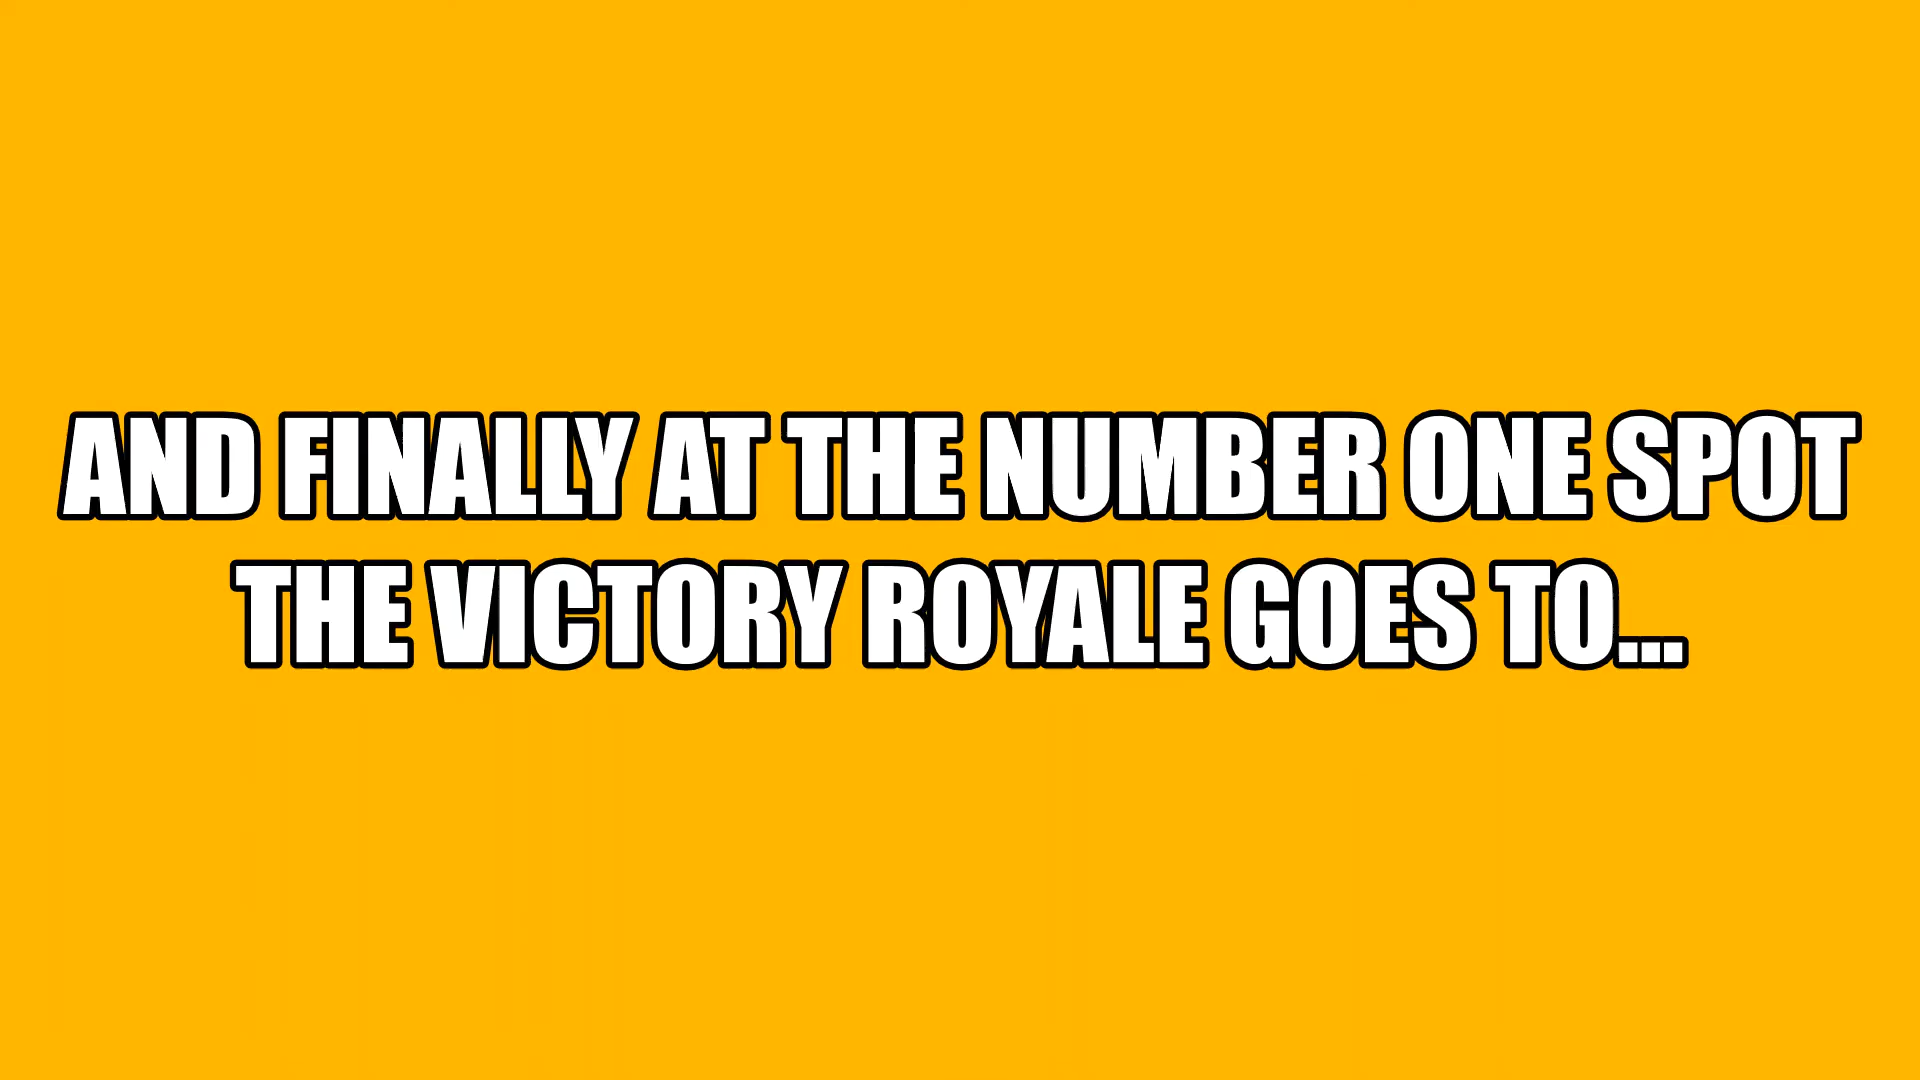 AND FINALLY AT THE NUMBER ONE SPOT
THE VICTORY ROYALE GOES TO...